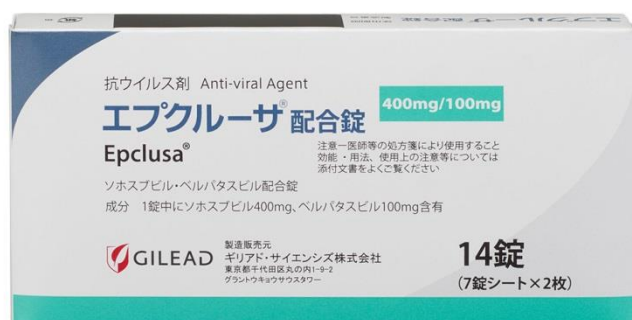 抗ウイルス剤 Anti-viral Agent
エプクルーサ® 配合錠 400mg/100mg
Epclusa®
注意－医師等の処方箋により使用すること
効能・用法、使用上の注意等については
添付文書をよくご覧ください
ソホスブビル・ベルパタスビル配合錠
成分 1錠中にソホスブビル400mg、ベルパタスビル100mg含有
GILEAD
製造販売元
ギリアド・サイエンシズ株式会社
東京都千代田区丸の内1-9-2
グラントウキョウサウスタワー
14錠
(7錠シート×2枚)